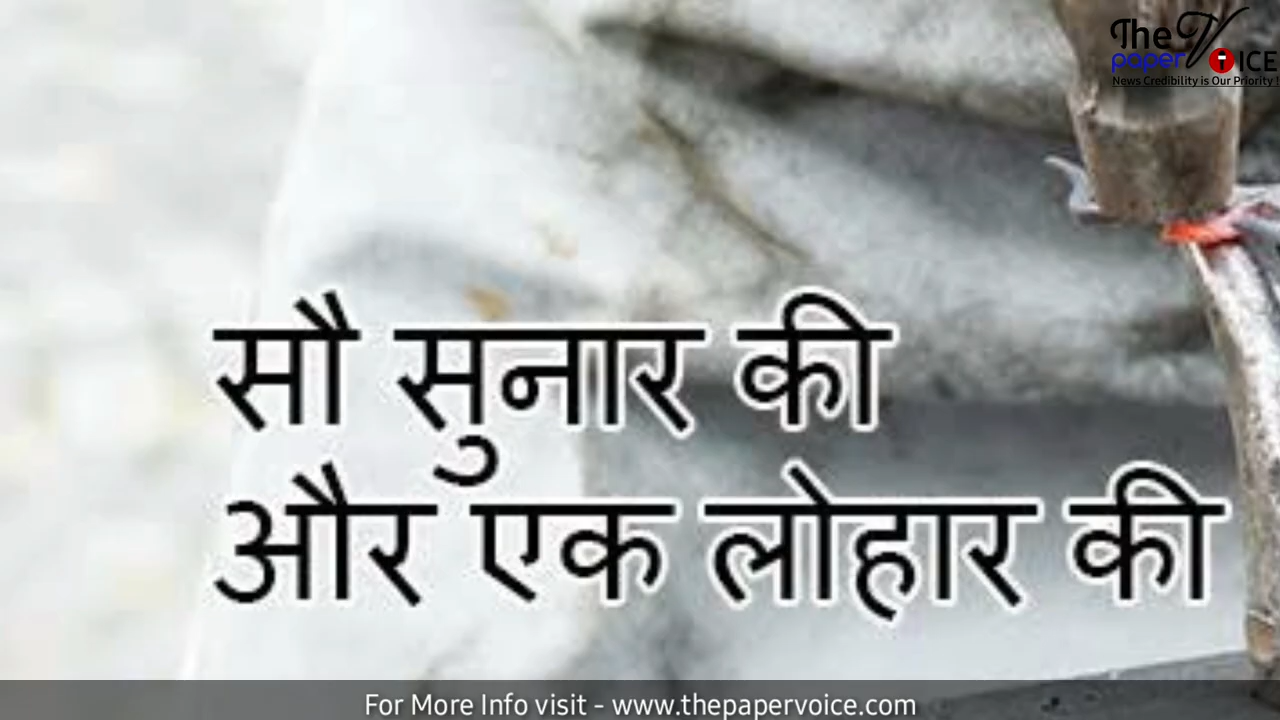 The Voice
paper
News Credibility is Our Priority !
सौ सुनार की
और एक लोहार की
For More Info visit - www.thepapervoice.com